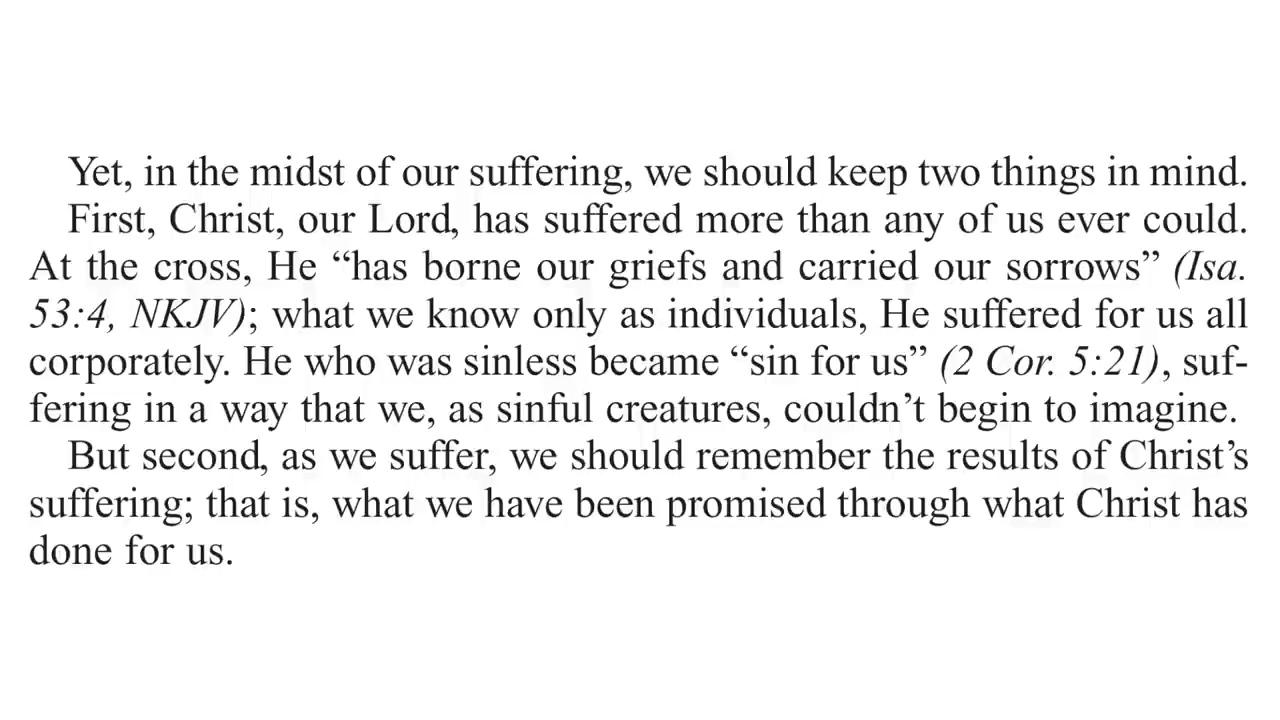 Yet, in the midst of our suffering, we should keep two things in mind.
First, Christ, our Lord, has suffered more than any of us ever could.
At the cross, He “has borne our griefs and carried our sorrows” (Isa.
53:4, NKJV); what we know only as individuals, He suffered for us all
corporately. He who was sinless became “sin for us” (2 Cor. 5:21), suf-
fering in a way that we, as sinful creatures, couldn’t begin to imagine.
But second, as we suffer, we should remember the results of Christ’s
suffering; that is, what we have been promised through what Christ has
done for us.